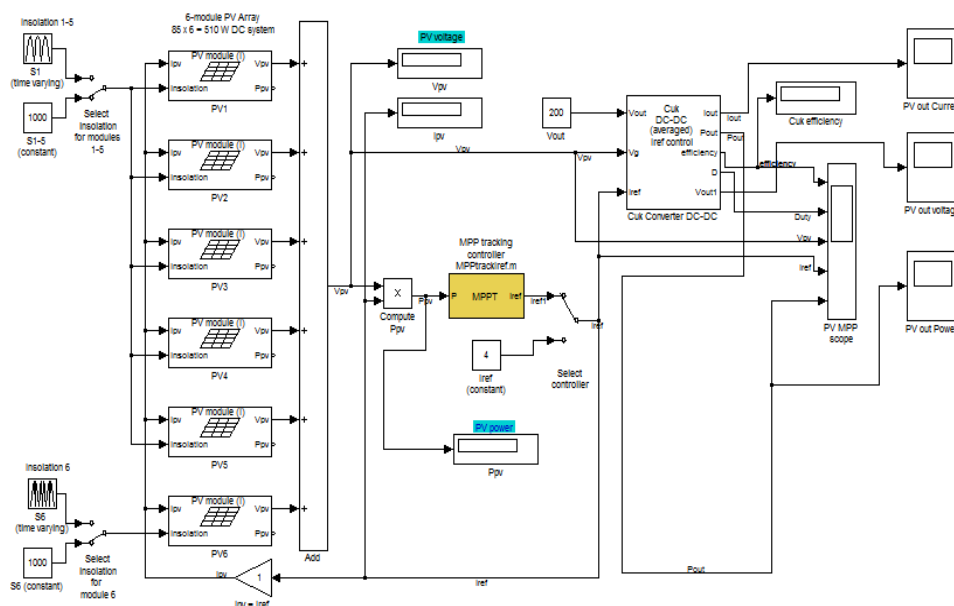 Insolation 1-5
S1
(time varying)
1000
S1-5
(constant)
Select
Insolation
for modules
1-5
6-module PV Array
85 x 6 = 510 W DC system
PV module (I)
Ipv
Insolation
Vpv
Ppv
PV1
PV module (I)
Ipv
Insolation
Vpv
Ppv
PV2
PV module (I)
Ipv
Insolation
Vpv
Ppv
PV3
PV module (I)
Ipv
Insolation
Vpv
Ppv
PV4
PV module (I)
Ipv
Insolation
Vpv
Ppv
PV5
PV module (I)
Ipv
Insolation
Vpv
Ppv
PV6
Insolation 6
S6
(time varying)
1000
S6 (constant)
Select
Insolation
for
module 6
Add
Ipv
1
Ipv = Iref
Iref
PV voltage
Vpv
Ipv
Vpv
Vpv
X
Compute
Ppv
Ppv
MPP tracking
controller
MPPtrackIref.m
P
MPPT
Iref
Iref1
Iref
4
Iref
(constant)
Select
controller
PV power
Ppv
200
Vout
Vpv
Vout
Vg
Iref
Cuk
DC-DC
(averaged)
Iref control
Iout
Pout
efficiency
D
Vout1
Cuk Converter DC-DC
Iout
Pout
Cuk efficiency
efficiency
Duty
Vpv
Iref
Pout
PV MPP
scope
PV out Curre
PV out voltag
PV out Powe